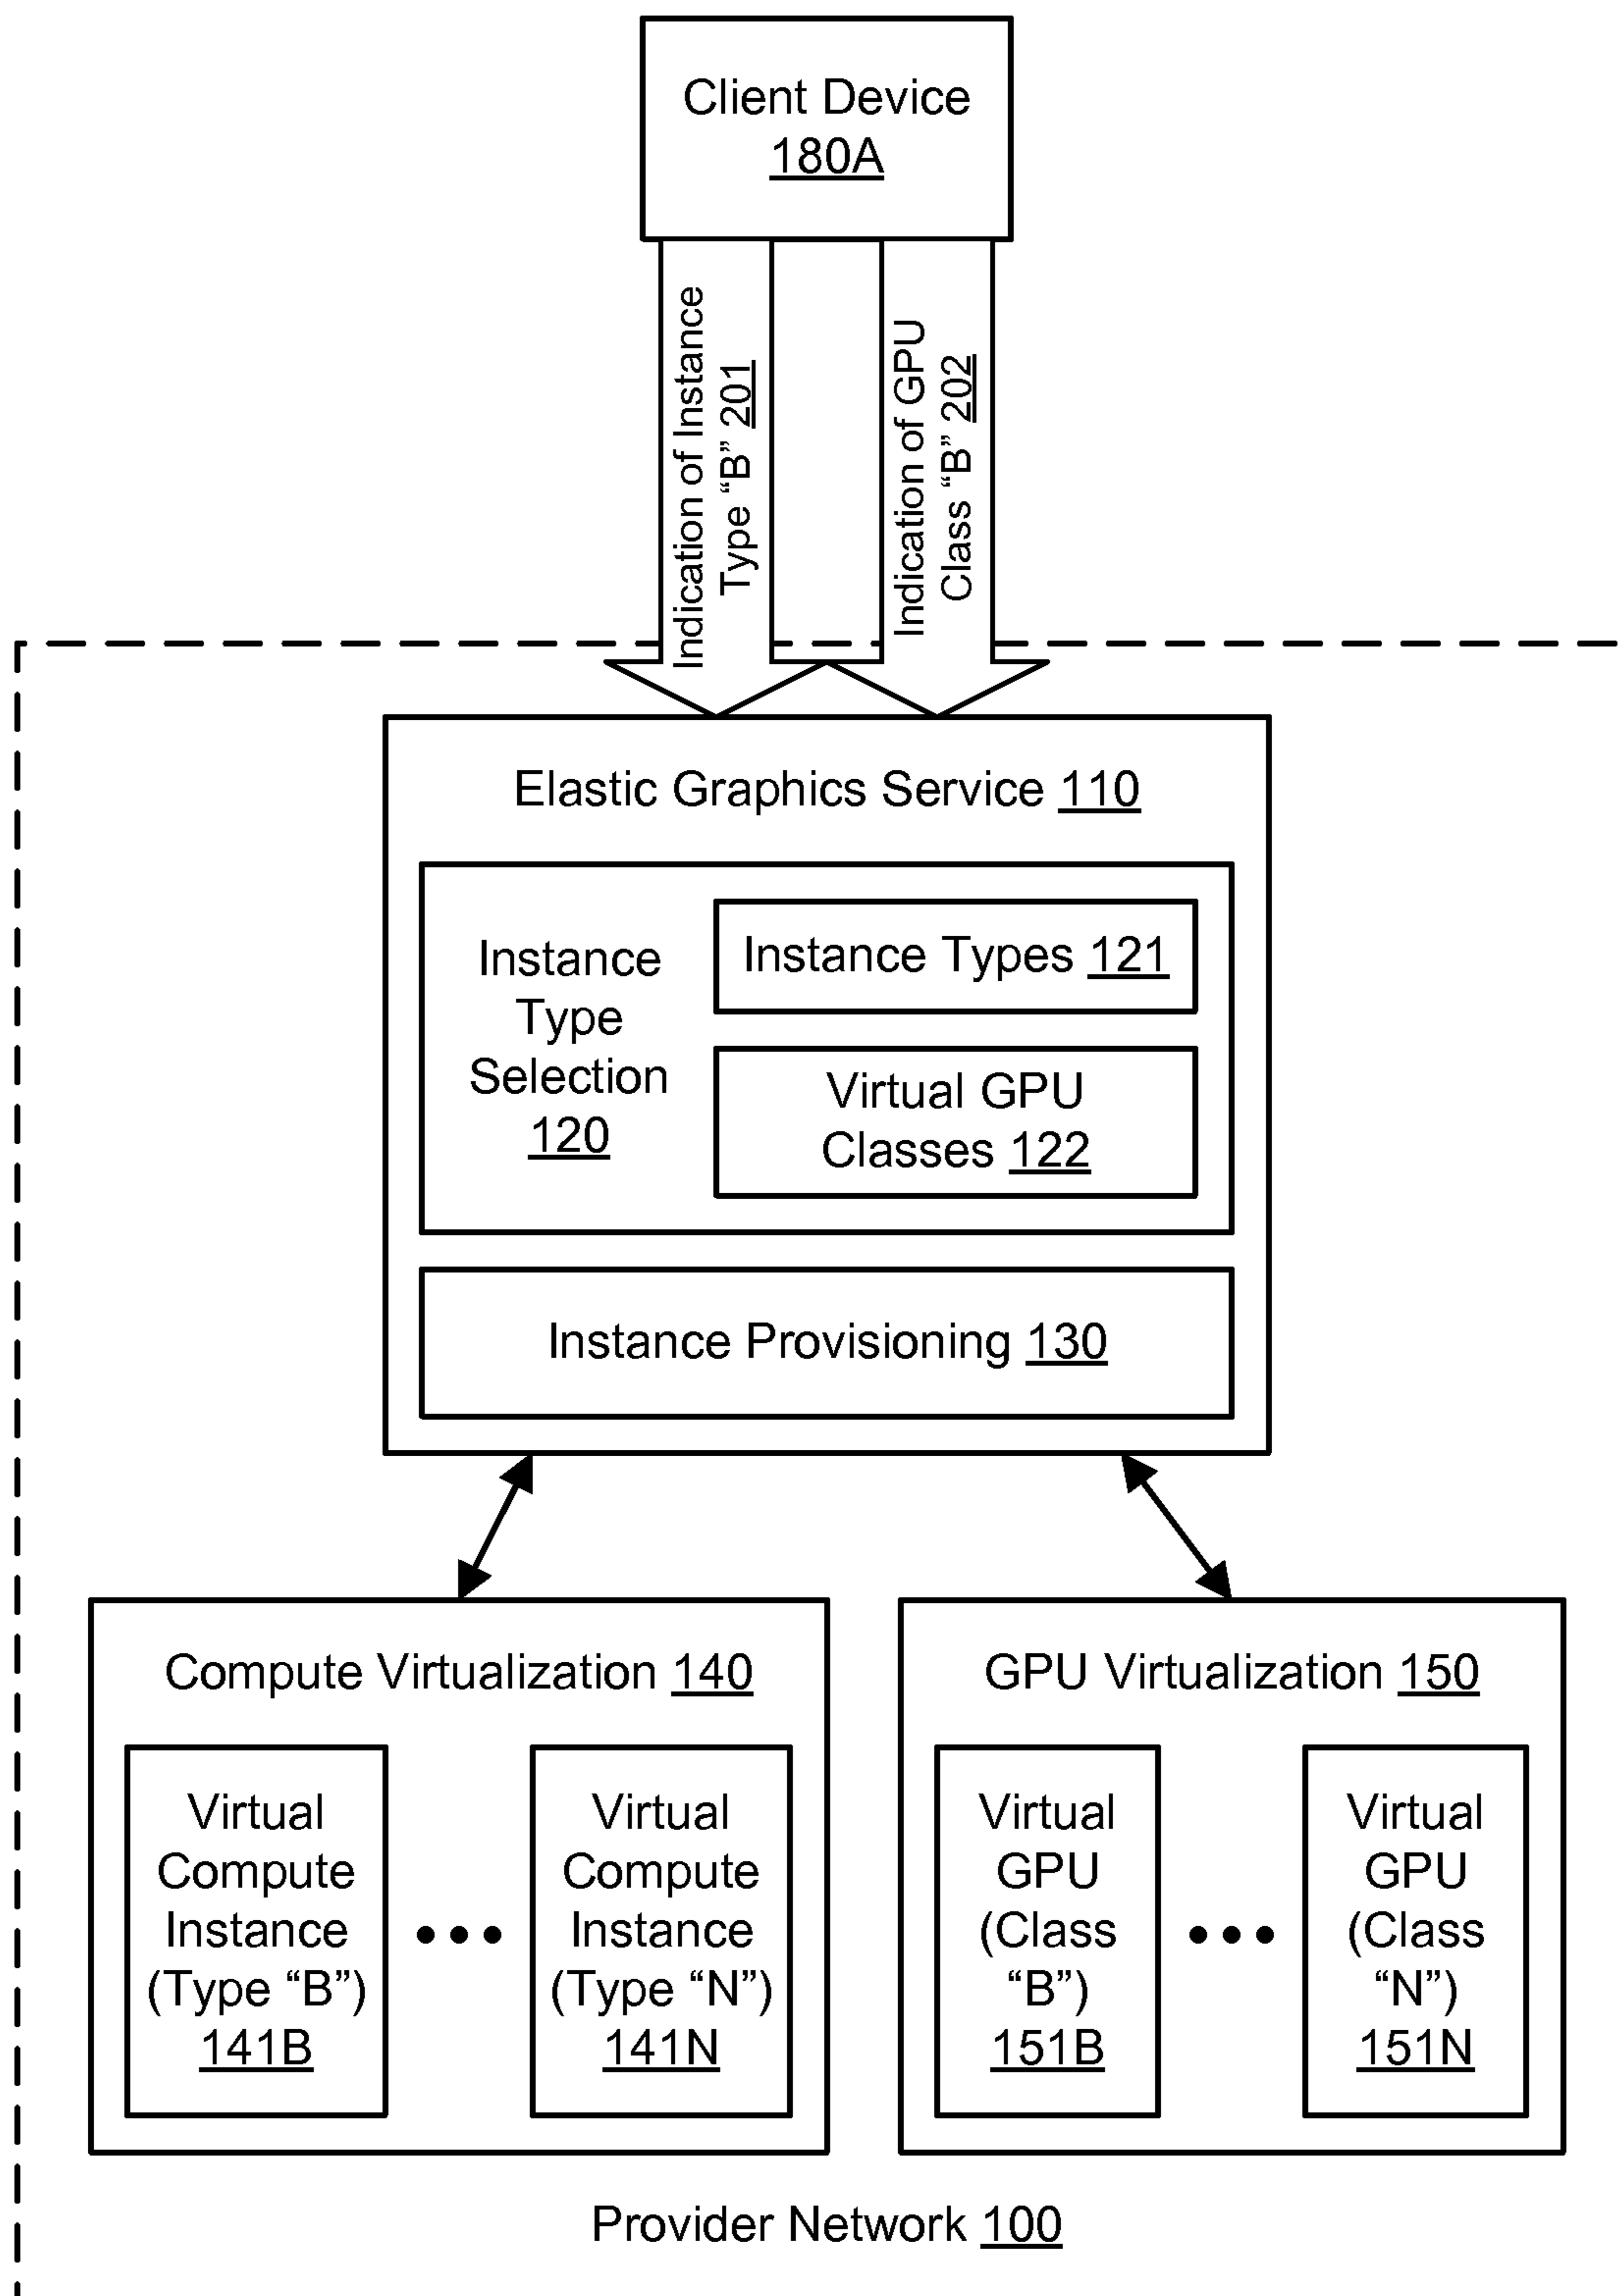 Client Device
180A
Indication of Instance
Type “B” 201
Indication of GPU
Class “B” 202
Elastic Graphics Service 110
Instance
Type
Selection
120
Instance Types 121
Virtual GPU
Classes 122
Instance Provisioning 130
Compute Virtualization 140
Virtual
Compute
Instance
(Type “B”)
141B
Virtual
Compute
Instance
(Type “N”)
141N
GPU Virtualization 150
Virtual
GPU
(Class
“B”)
151B
Virtual
GPU
(Class
“N”)
151N
Provider Network 100